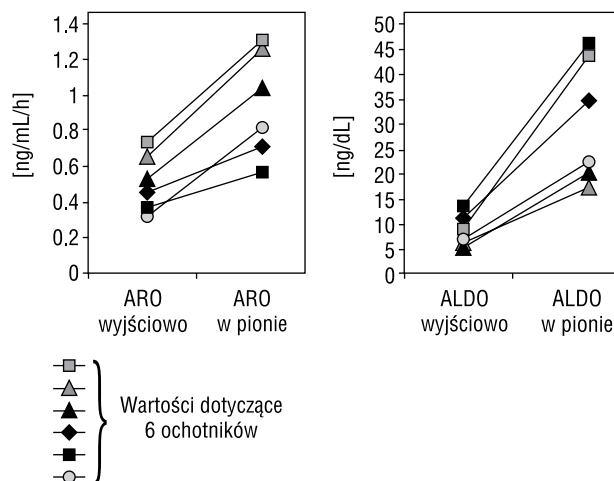 [ng/mL/h]
1.4
1.2
1
0.8
0.6
0.4
0.2
0
ARO
wyjściowo
ARO
w pionie
[ng/dL]
50
45
40
35
30
25
20
15
10
5
0
ALDO
wyjściowo
ALDO
w pionie
Wartości dotyczące
6 ochotników